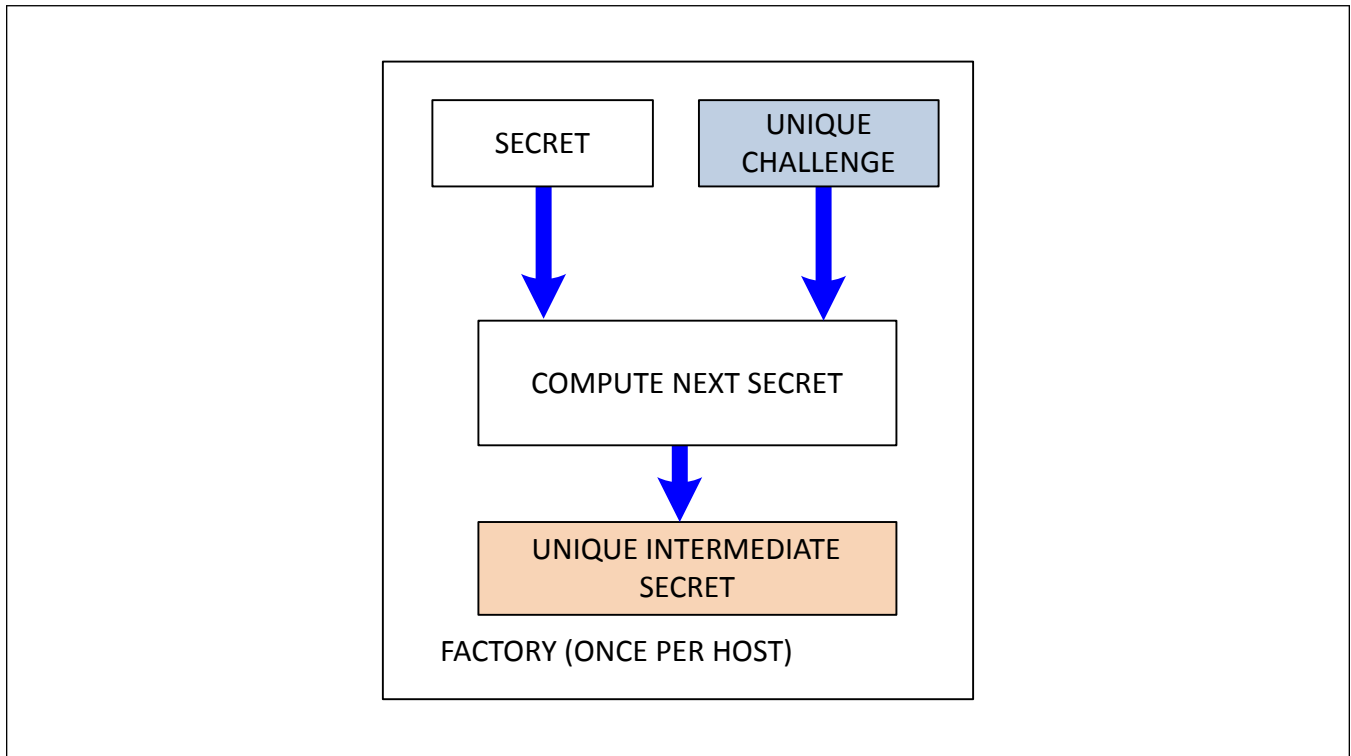 SECRET
UNIQUE
CHALLENGE
COMPUTE NEXT SECRET
UNIQUE INTERMEDIATE
SECRET
FACTORY (ONCE PER HOST)